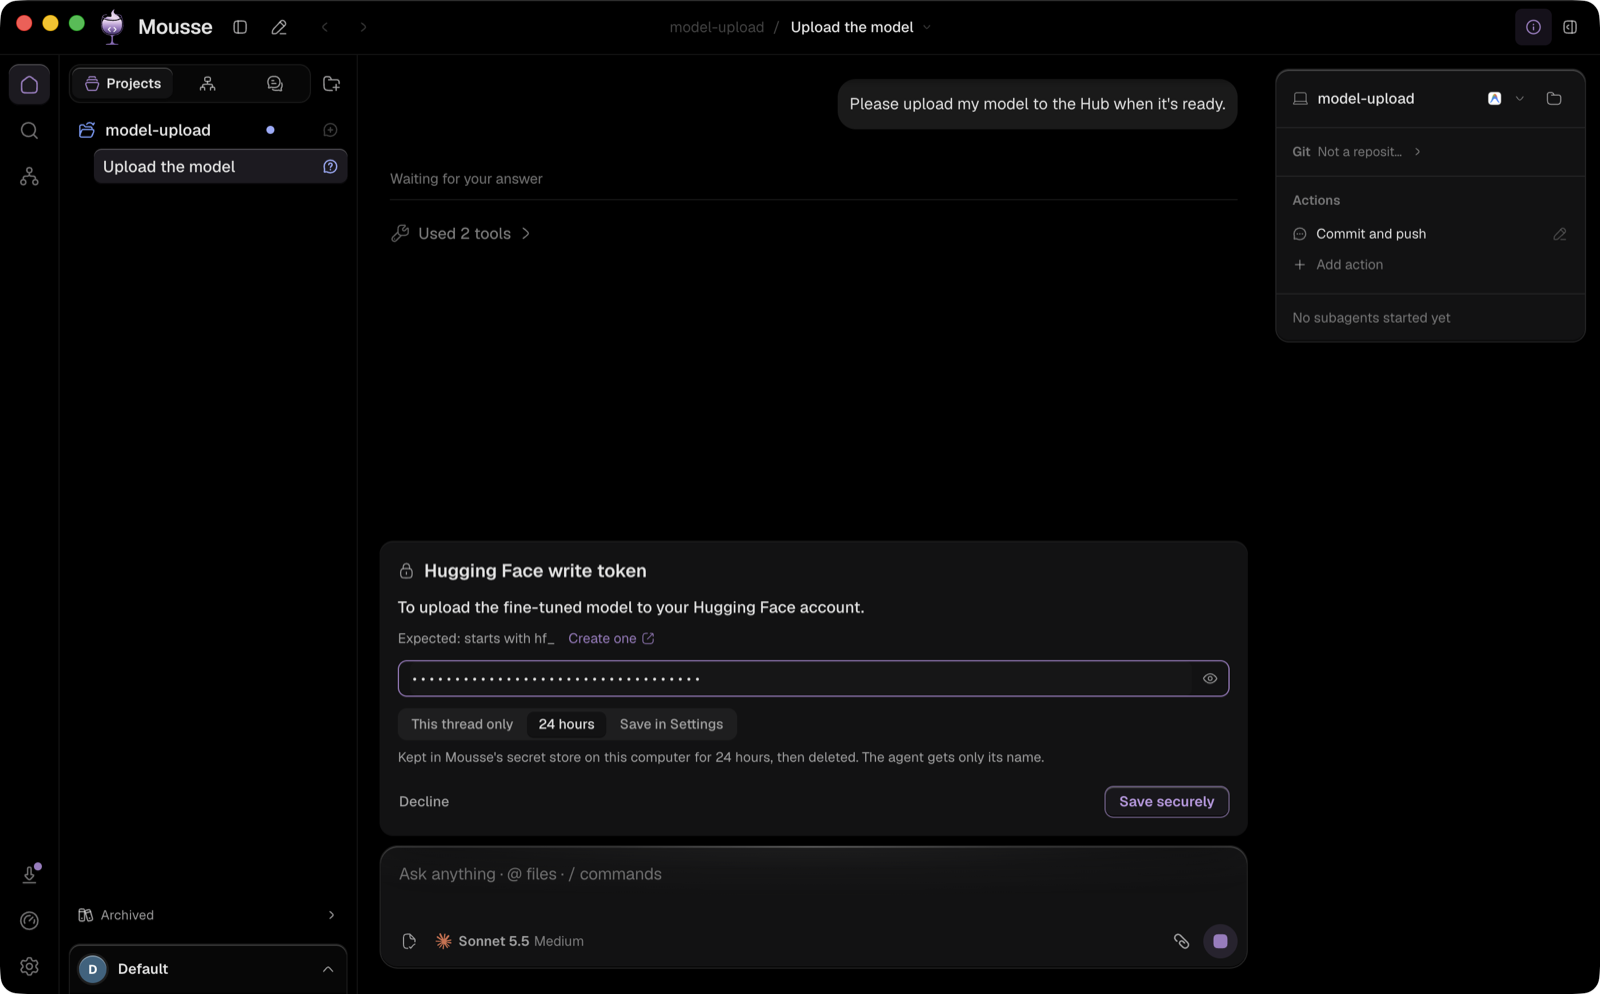 Mousse
model-upload / Upload the model
Projects
model-upload
Upload the model
Archived
D Default
Please upload my model to the Hub when it's ready.
Waiting for your answer
Used 2 tools
Hugging Face write token
To upload the fine-tuned model to your Hugging Face account.
Expected: starts with hf_ Create one
This thread only 24 hours Save in Settings
Kept in Mousse's secret store on this computer for 24 hours, then deleted. The agent gets only its name.
Decline Save securely
Ask anything · @ files · / commands
Sonnet 5.5 Medium
model-upload
Git Not a reposit...
Actions
Commit and push
Add action
No subagents started yet